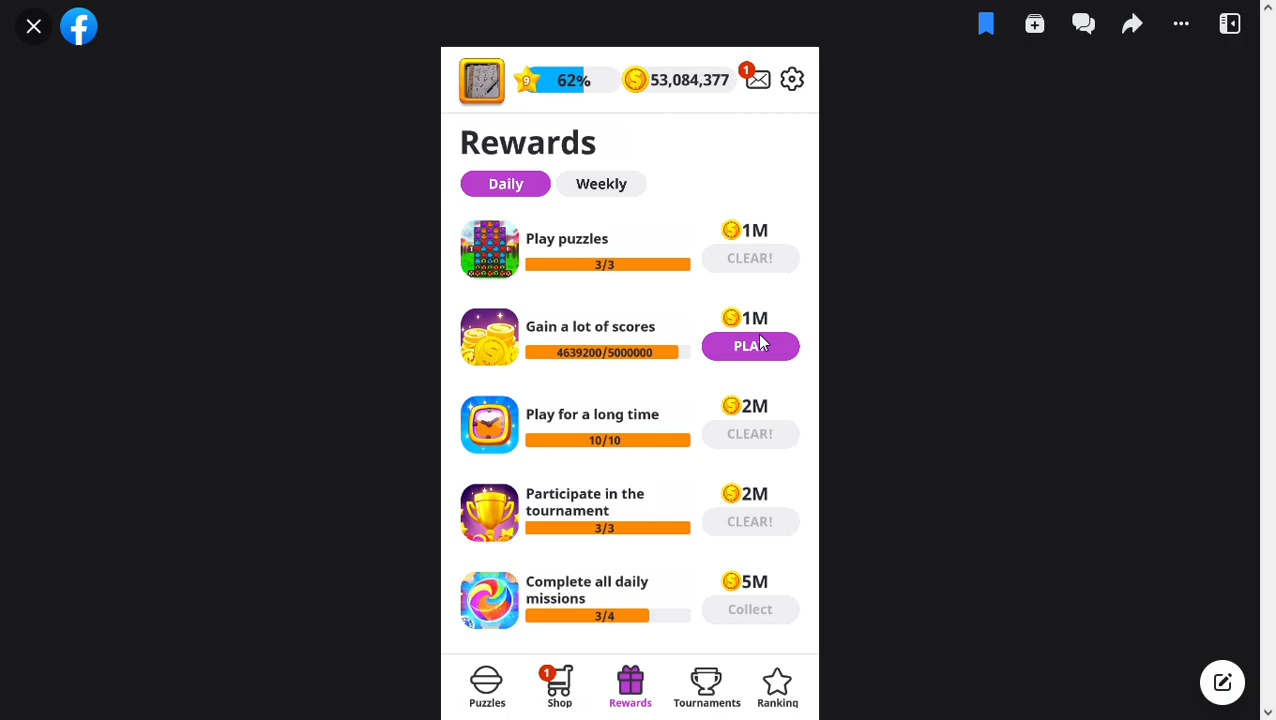 9 62% 53,084,377 1
Rewards
Daily Weekly
1M
Play puzzles
3/3
CLEAR!
1M
Gain a lot of scores
4639200/5000000
2M
Play for a long time
10/10
CLEAR!
2M
Participate in the
tournament
3/3
CLEAR!
5M
Complete all daily
missions
3/4
Collect
1
Puzzles Shop Rewards Tournaments Ranking